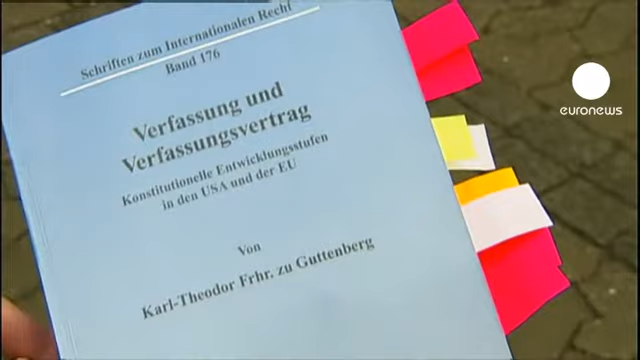 Schriften zum Internationalen Recht
Band 176
Verfassung und
Verfassungsvertrag
Konstitutionelle Entwicklungsstufen
in den USA und der EU
Von
Karl-Theodor Frhr. zu Guttenberg
euronews